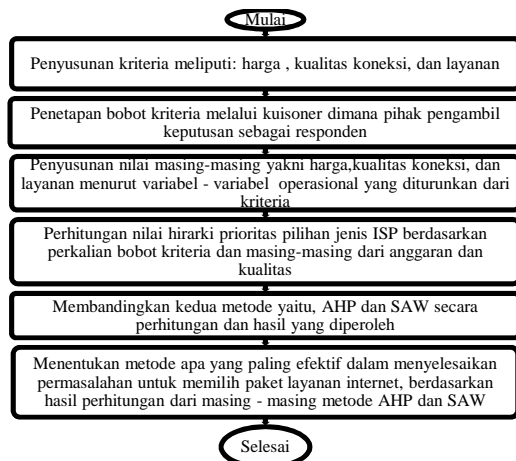 Mulai
Penyusunan kriteria meliputi: harga , kualitas koneksi, dan layanan
Penetapan bobot kriteria melalui kuisoner dimana pihak pengambil
keputusan sebagai responden
Penyusunan nilai masing-masing yakni harga,kualitas koneksi, dan
layanan menurut variabel - variabel operasional yang diturunkan dari
kriteria
Perhitungan nilai hirarki prioritas pilihan jenis ISP berdasarkan
perkalian bobot kriteria dan masing-masing dari anggaran dan
kualitas
Membandingkan kedua metode yaitu, AHP dan SAW secara
perhitungan dan hasil yang diperoleh
Menentukan metode apa yang paling efektif dalam menyelesaikan
permasalahan untuk memilih paket layanan internet, berdasarkan
hasil perhitungan dari masing - masing metode AHP dan SAW
Selesai